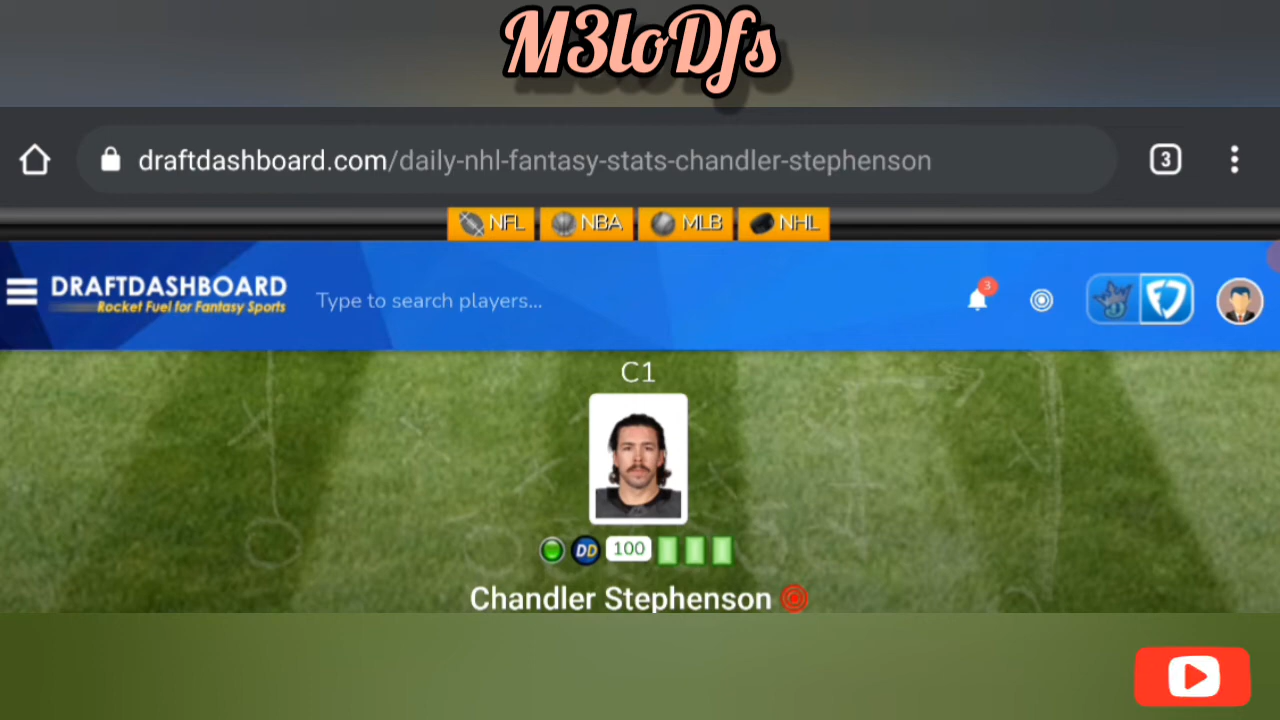 M3loDfs
draftdashboard.com/daily-nhl-fantasy-stats-chandler-stephenson
3
NFL NBA MLB NHL
DRAFTDASHBOARD
Rocket Fuel for Fantasy Sports
Type to search players...
3
C1
DD 100
Chandler Stephenson